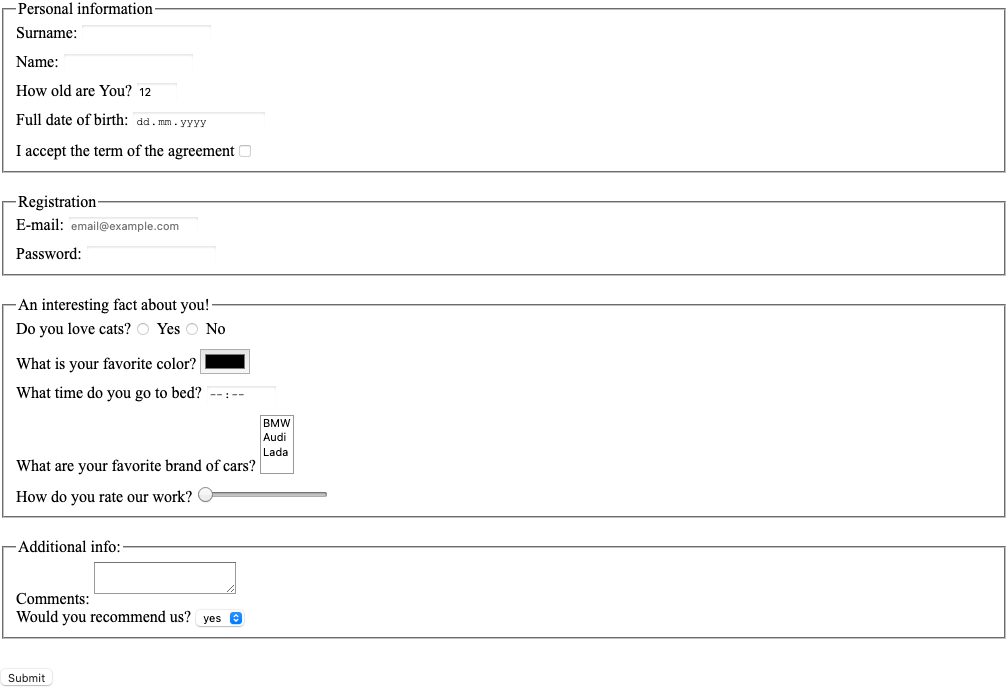 Personal information
Surname:
Name:
How old are You? 12
Full date of birth: dd.mm.yyyy
I accept the term of the agreement
Registration
E-mail: email@example.com
Password:
An interesting fact about you!
Do you love cats? Yes No
What is your favorite color?
What time do you go to bed? --:--
BMW
Audi
Lada
What are your favorite brand of cars?
How do you rate our work?
Additional info:
Comments:
Would you recommend us? yes
Submit